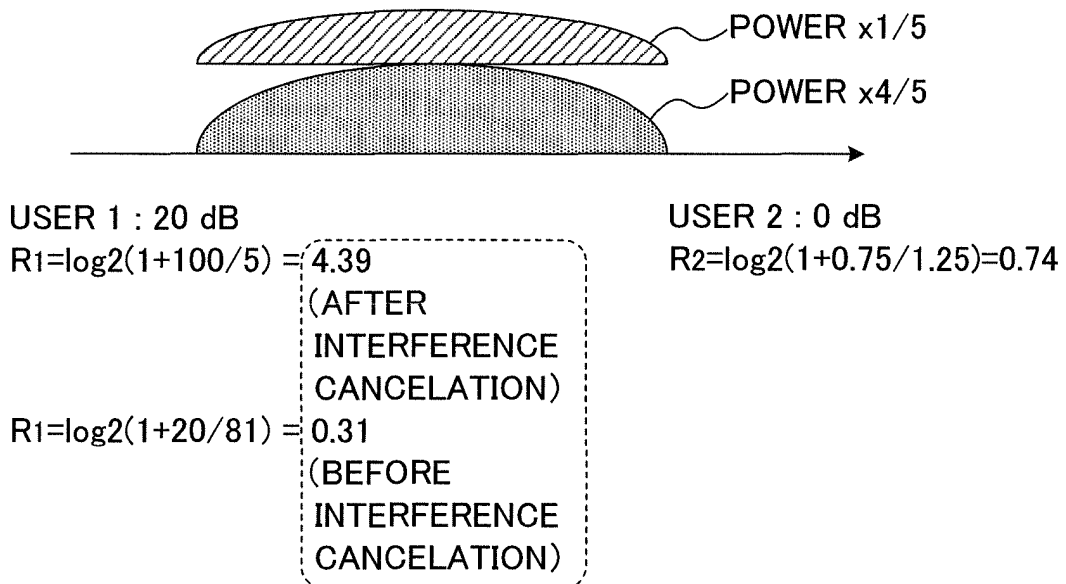 POWER x1/5
POWER x4/5
USER 1 : 20 dB
R1=log2(1+100/5) = 4.39
(AFTER
INTERFERENCE
CANCELATION)
R1=log2(1+20/81) = 0.31
(BEFORE
INTERFERENCE
CANCELATION)
USER 2 : 0 dB
R2=log2(1+0.75/1.25)=0.74